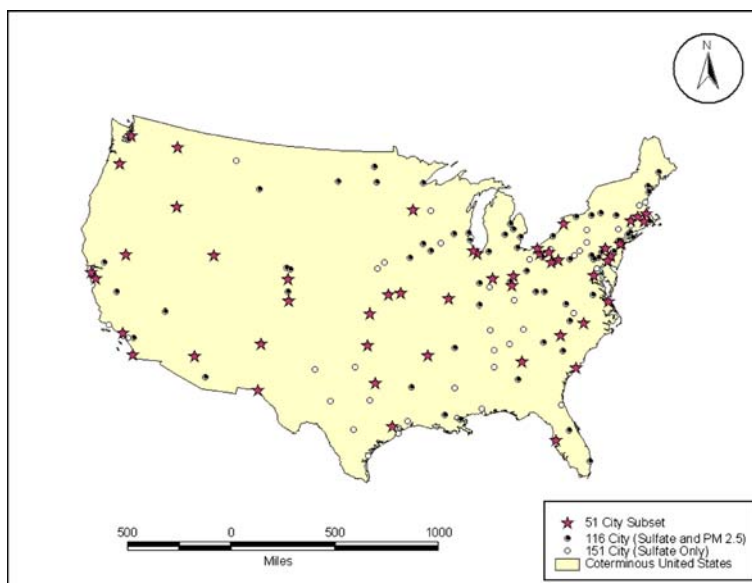 N
500 0 500 1000
Miles
51 City Subset
116 City (Sulfate and PM 2.5)
151 City (Sulfate Only)
Coterminous United States